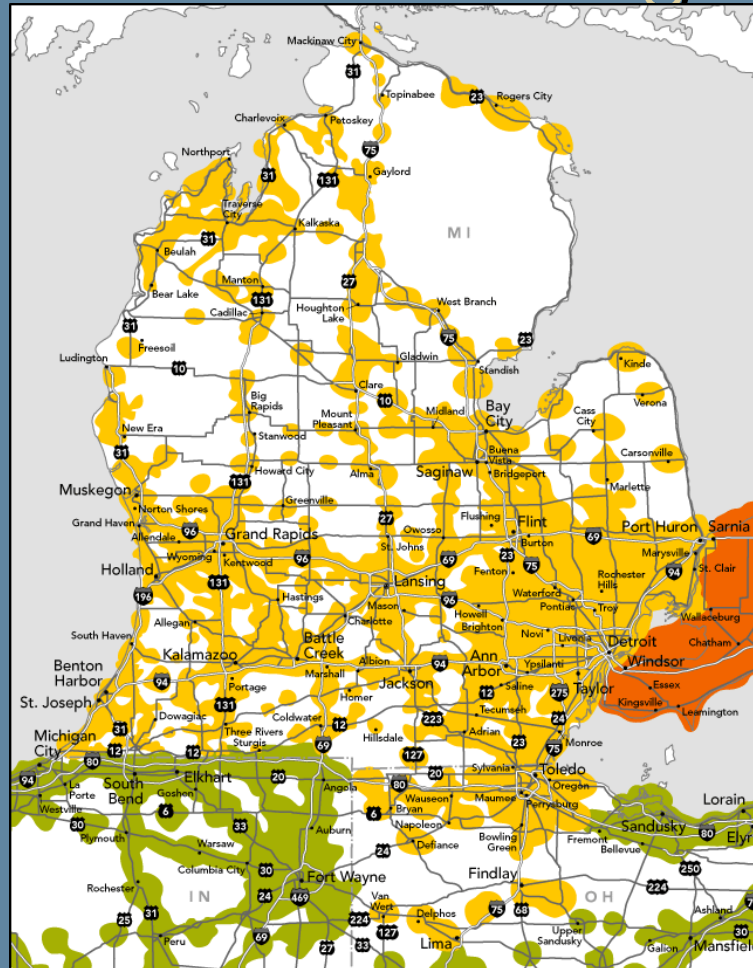 Mackinaw City
31
Topinabee
23
Rogers City
Charlevoix
Petoskey
75
Northport
Gaylord
31
131
Traverse
City
Kalkaska
MI
31
Beulah
Manton
27
Bear Lake
131
West Branch
Houghton
Lake
Cadillac
31
75
23
Freesoil
Ludington
Gladwin
Standish
Kinde
10
Clare
10
Verona
Big
Rapids
Mount
Pleasant
Midland
Bay
City
Cass
City
New Era
Stanwood
31
Buena
Vista
Carsonville
Howard City
Alma
Saginaw
Bridgeport
131
Marlette
Muskegon
Norton Shores
Greenville
27
Flushing
Flint
Grand Haven
96
Owosso
Port Huron
Sarnia
Allendale
Grand Rapids
Burton
69
St. Johns
Wyoming
Kentwood
96
69
23
75
Marysville
Holland
Fenton
Rochester
Hills
94
St. Clair
131
Lansing
Waterford
196
Hastings
96
Pontiac
Troy
Mason
Howell
Wallaceburg
Allegan
Charlotte
Brighton
Novi
Livonia
South Haven
Battle
Creek
Detroit
Chatham
Kalamazoo
Albion
94
Ann
Arbor
Ypsilanti
Windsor
Benton
Harbor
94
Marshall
Jackson
Portage
Homer
12
Saline
275
Taylor
Essex
St. Joseph
131
Kingsville
Leamington
Dowagiac
Coldwater
12
223
Tecumseh
24
31
Three Rivers
Michigan
City
Sturgis
Hillsdale
Adrian
23
75
Monroe
12
12
69
127
80
94
Elkhart
20
20
Sylvania
Toledo
La
Porte
South
Bend
Goshen
Angola
80
Oregon
Westville
6
6
Wauseon
Maumee
Perrysburg
Lorain
30
Bryan
Plymouth
33
Auburn
Napoleon
Sandusky
80
Warsaw
Defiance
Bowling
Green
Fremont
Elyr
24
Bellevue
Columbia City
30
Fort Wayne
Findlay
250
Rochester
IN
24
469
Van
Wert
OH
224
25
31
224
Delphos
75
68
Ashland
Peru
69
127
Upper
Sandusky
30
27
33
Lima
Galion
Mansfield